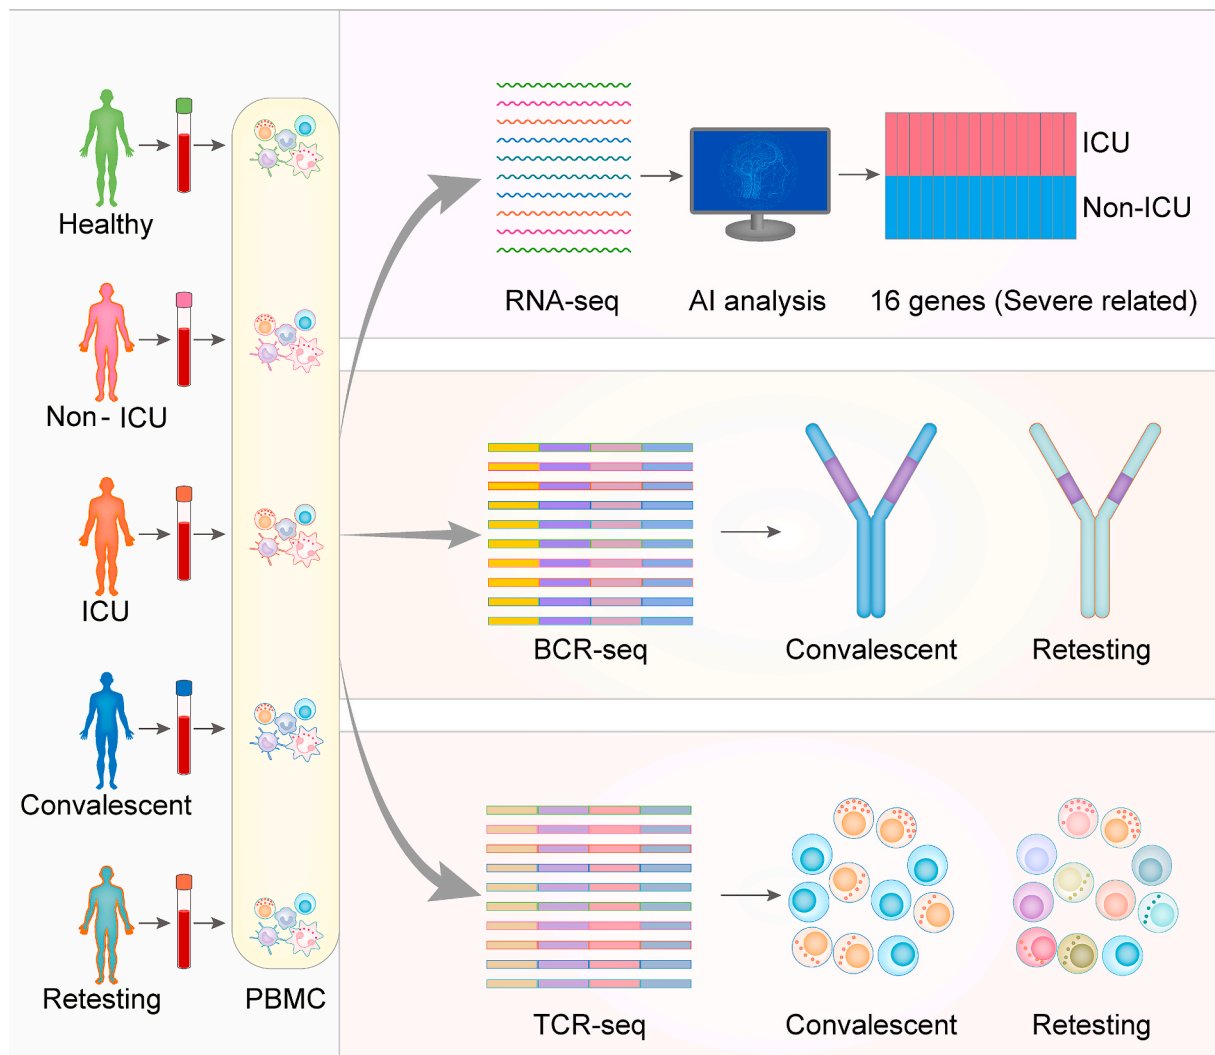 Healthy
Non - ICU
ICU
Convalescent
Retesting
PBMC
RNA-seq
AI analysis
ICU
Non-ICU
16 genes (Severe related)
BCR-seq
Convalescent
Retesting
TCR-seq
Convalescent
Retesting